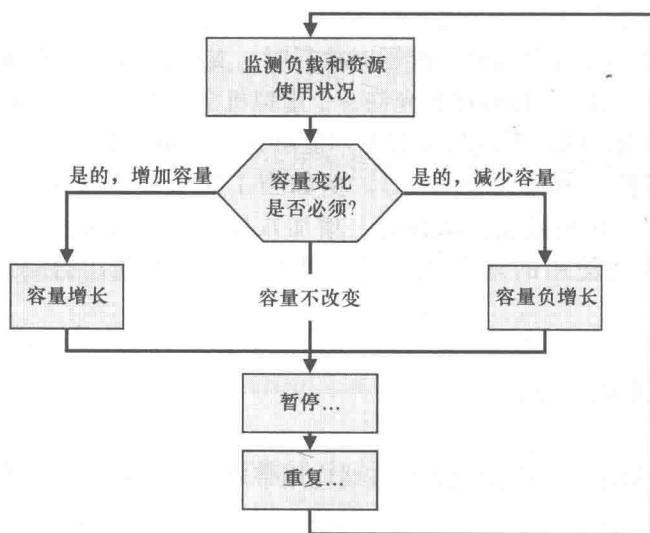 监测负载和资源
使用状况
是的，增加容量
容量变化
是否必须?
是的，减少容量
容量增长
容量不改变
容量负增长
暂停...
重复...